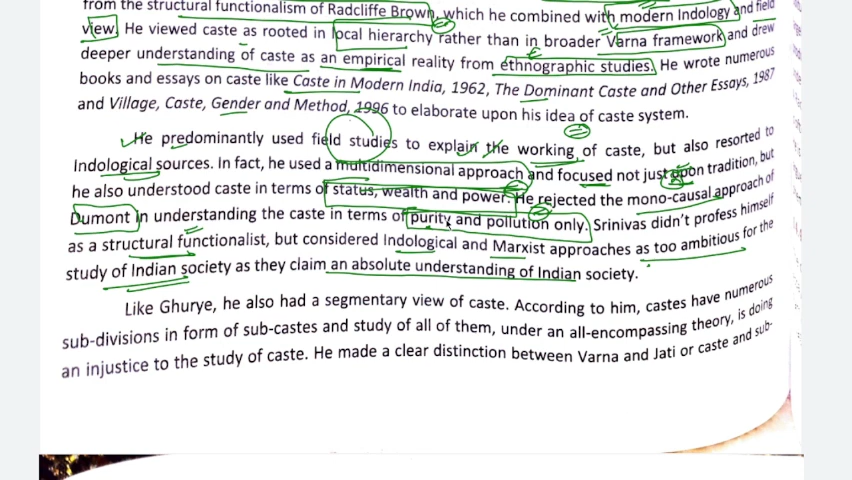 from the structural functionalism of Radcliffe Brown, which he combined with modern Indology and field
view. He viewed caste as rooted in local hierarchy rather than in broader Varna framework and drew
deeper understanding of caste as an empirical reality from ethnographic studies. He wrote numerous
books and essays on caste like Caste in Modern India, 1962, The Dominant Caste and Other Essays, 1987
and Village, Caste, Gender and Method, 1996 to elaborate upon his idea of caste system.
He predominantly used field studies to explain the working of caste, but also resorted to
Indological sources. In fact, he used a multidimensional approach and focused not just upon tradition, but
he also understood caste in terms of status, wealth and power. He rejected the mono-causal approach of
Dumont in understanding the caste in terms of purity and pollution only. Srinivas didn't profess himself
as a structural functionalist, but considered Indological and Marxist approaches as too ambitious for the
study of Indian society as they claim an absolute understanding of Indian society.
Like Ghurye, he also had a segmentary view of caste. According to him, castes have numerous
sub-divisions in form of sub-castes and study of all of them, under an all-encompassing theory, is doing
an injustice to the study of caste. He made a clear distinction between Varna and Jati or caste and sub-